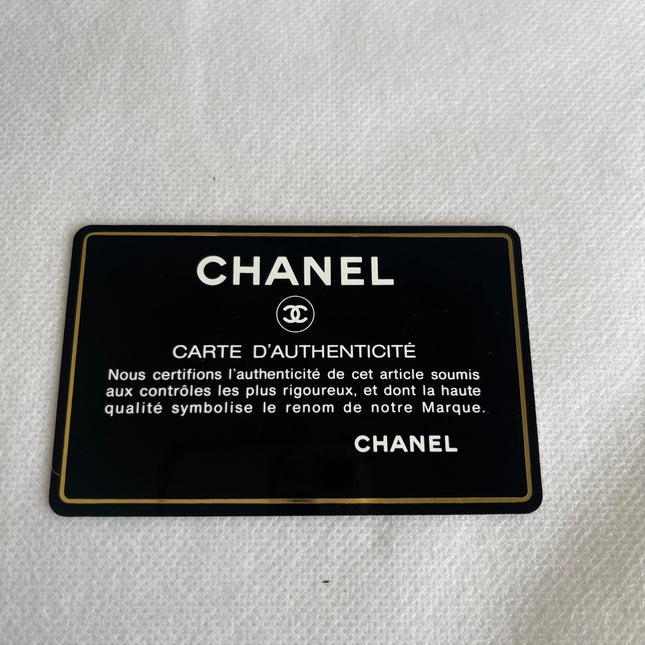 CHANEL
CARTE D'AUTHENTICITÉ
Nous certifions l'authenticité de cet article soumis
aux contrôles les plus rigoureux, et dont la haute
qualité symbolise le renom de notre Marque.
CHANEL